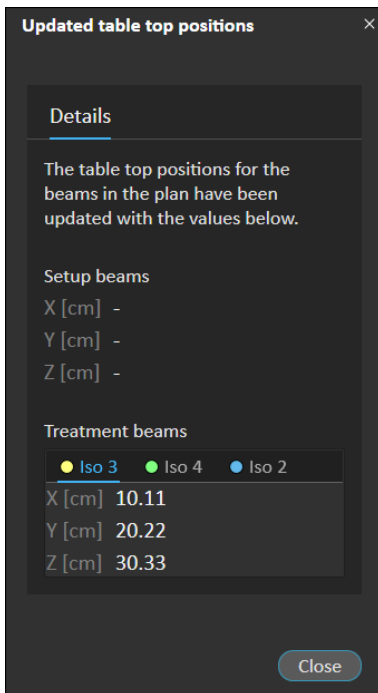 Updated table top positions ×
Details
The table top positions for the
beams in the plan have been
updated with the values below.
Setup beams
X [cm] -
Y [cm] -
Z [cm] -
Treatment beams
Iso 3 Iso 4 Iso 2
X [cm] 10.11
Y [cm] 20.22
Z [cm] 30.33
Close